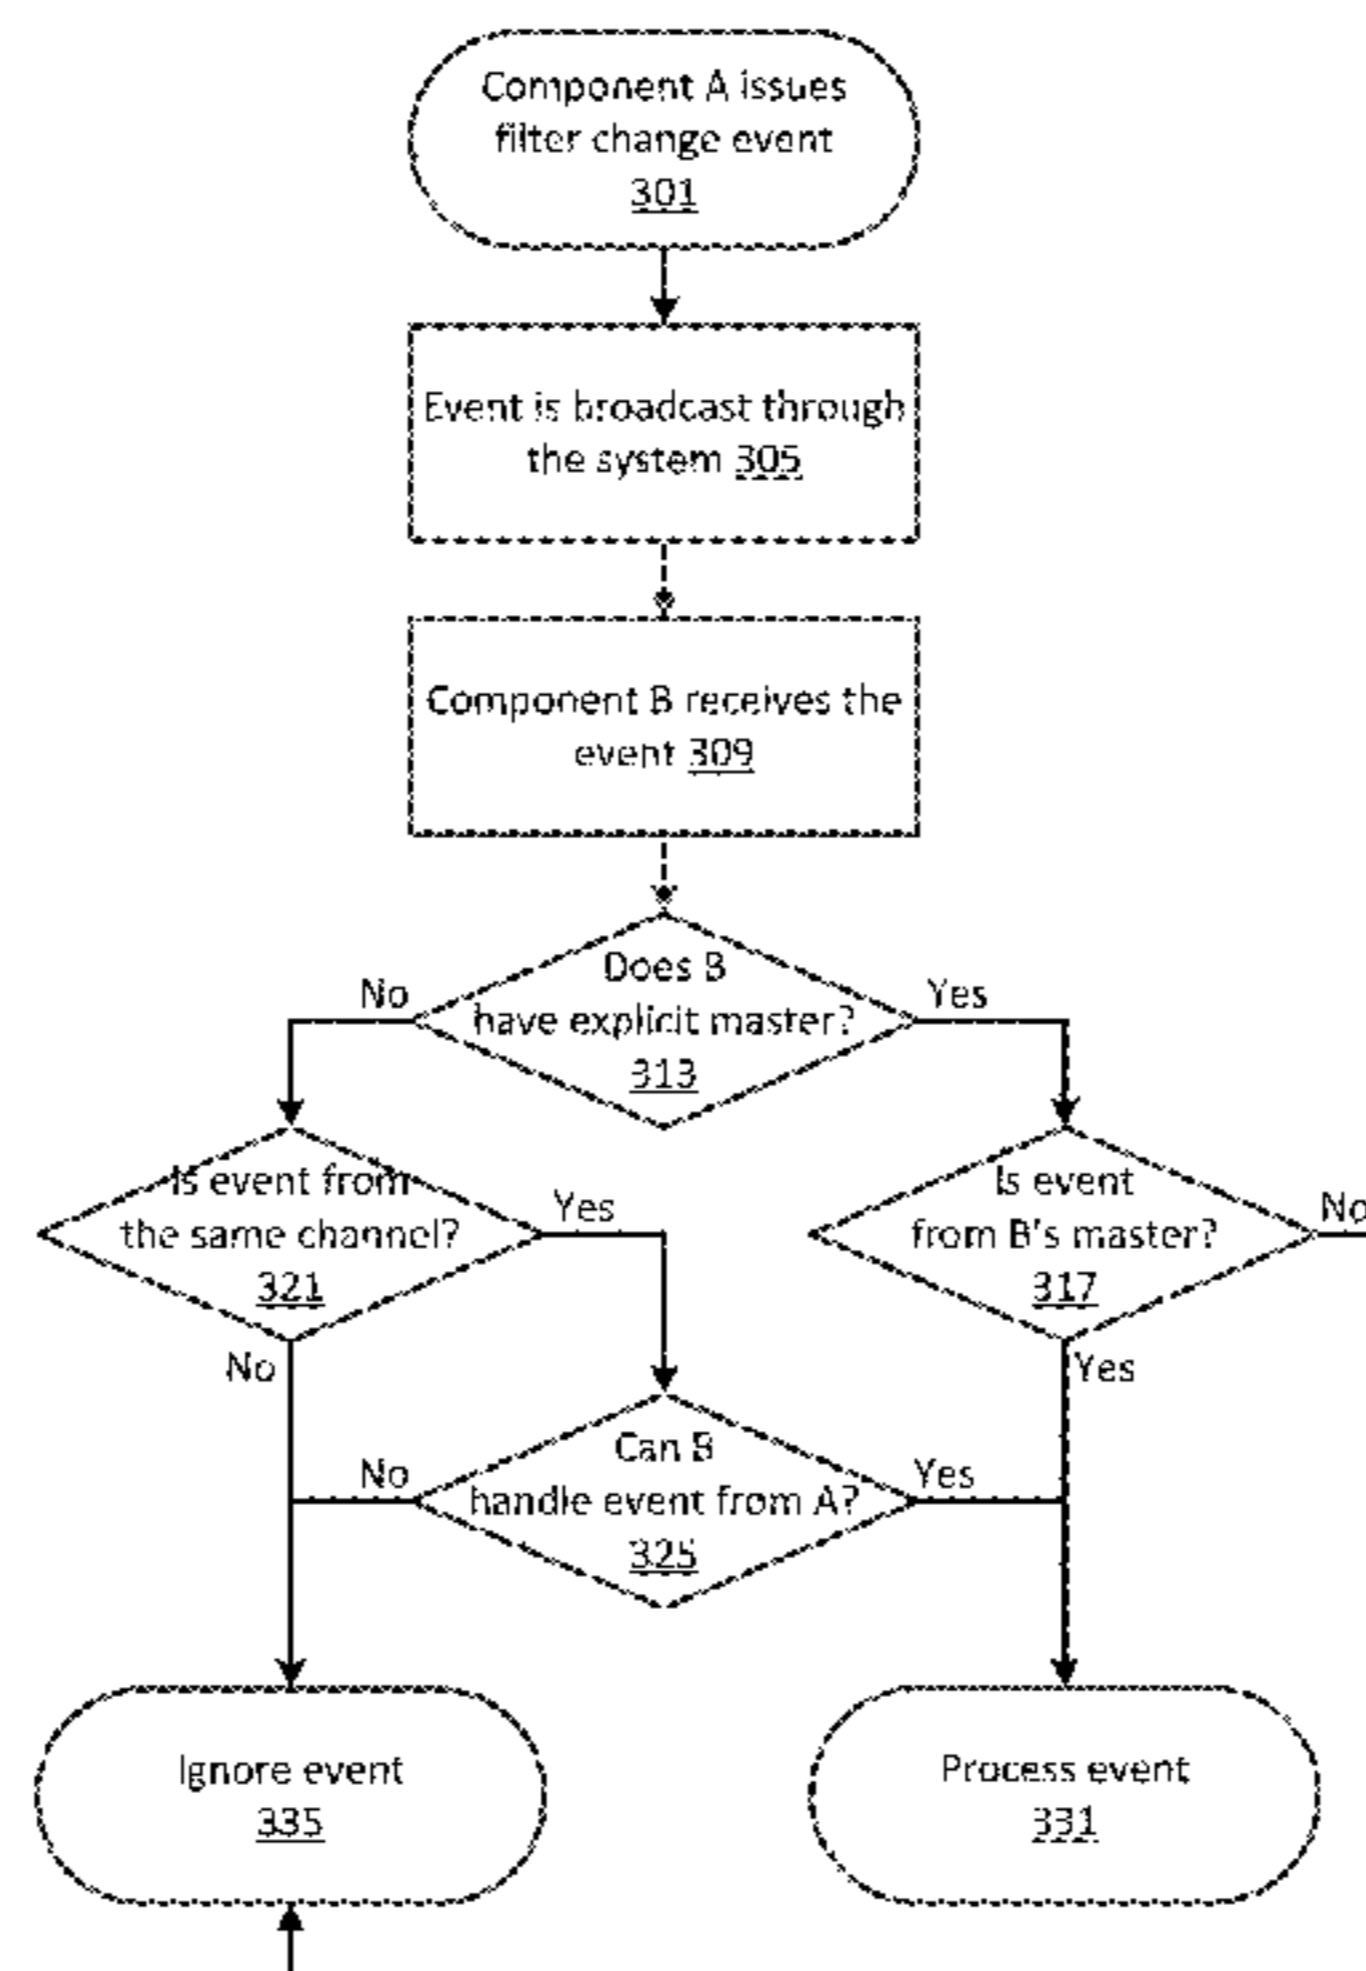 Component A issues
filter change event
301
Event is broadcast through
the system 305
Component B receives the
event 309
Does B
have explicit master?
313
No
Yes
Is event from
the same channel?
321
Yes
No
Is event
from B's master?
317
No
Yes
Can B
handle event from A?
325
No
Yes
Ignore event
335
Process event
331